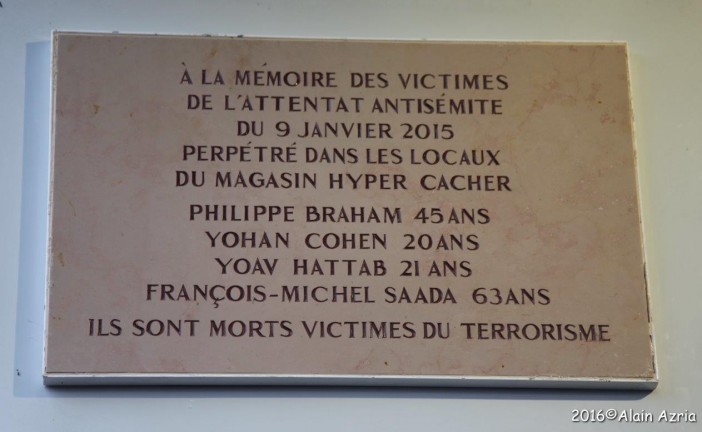 À LA MÉMOIRE DES VICTIMES
DE L'ATTENTAT ANTISÉMITE
DU 9 JANVIER 2015
PERPÉTRÉ DANS LES LOCAUX
DU MAGASIN HYPER CACHER
PHILIPPE BRAHAM 45 ANS
YOHAN COHEN 20 ANS
YOAV HATTAB 21 ANS
FRANÇOIS-MICHEL SAADA 63 ANS
ILS SONT MORTS VICTIMES DU TERRORISME
2016©Alain Azria